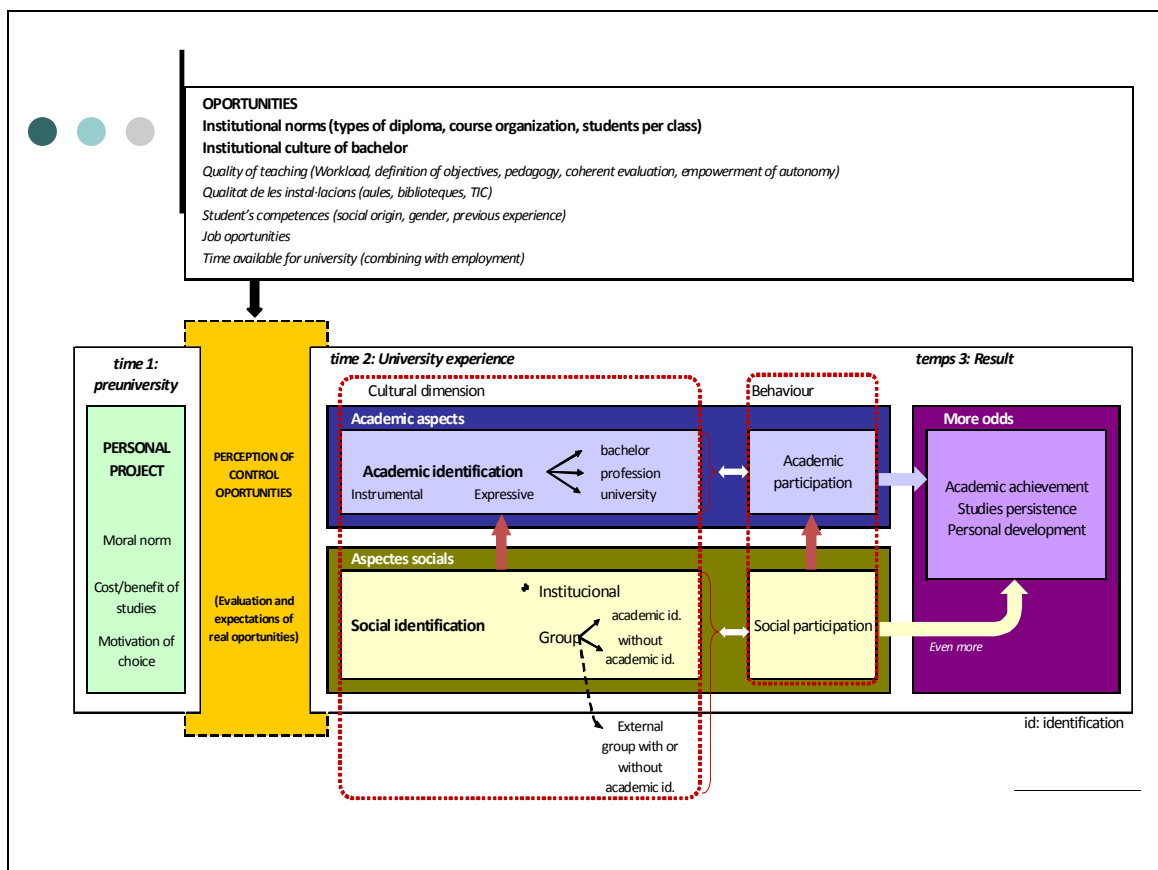 OPORTUNITIES
Institutional norms (types of diploma, course organization, students per class)
Institutional culture of bachelor
Quality of teaching (Workload, definition of objectives, pedagogy, coherent evaluation, empowerment of autonomy)
Qualitat de les instal·lacions (aules, biblioteques, TIC)
Student's competences (social origin, gender, previous experience)
Job oportunities
Time available for university (combining with employment)
time 1:
preuniversity
PERSONAL
PROJECT
Moral norm
Cost/benefit of
studies
Motivation of
choice
PERCEPTION OF
CONTROL
OPORTUNITIES
(Evaluation and
expectations of
real oportunities)
time 2: University experience
Cultural dimension
Behaviour
Academic aspects
Academic identification
Instrumental
Expressive
bachelor
profession
university
Academic
participation
Aspectes socials
Social identification
Institucional
Group
academic id.
without
academic id.
External
group with or
without
academic id.
Social participation
temps 3: Result
More odds
Academic achievement
Studies persistence
Personal development
Even more
id: identification